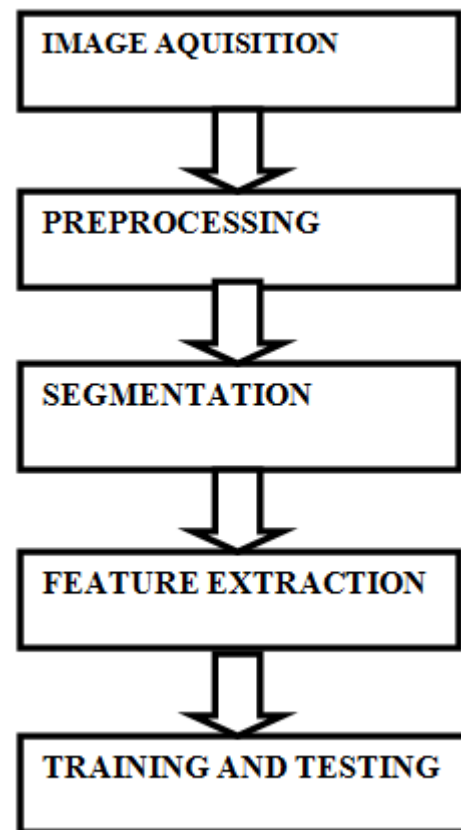 IMAGE AQUISITION
PREPROCESSING
SEGMENTATION
FEATURE EXTRACTION
TRAINING AND TESTING